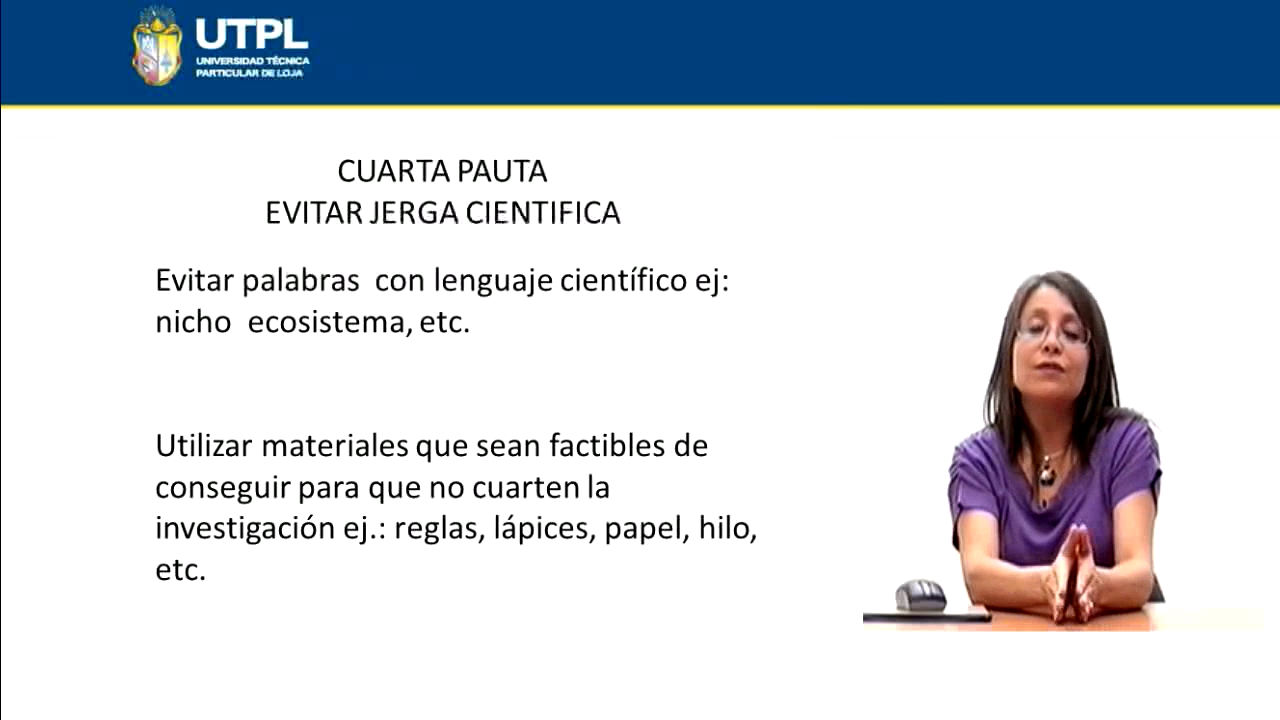 UTPL
UNIVERSIDAD TÉCNICA
PARTICULAR DE LOJA
CUARTA PAUTA
EVITAR JERGA CIENTIFICA
Evitar palabras con lenguaje científico ej:
nicho ecosistema, etc.
Utilizar materiales que sean factibles de
conseguir para que no cuarten la
investigación ej.: reglas, lápices, papel, hilo,
etc.